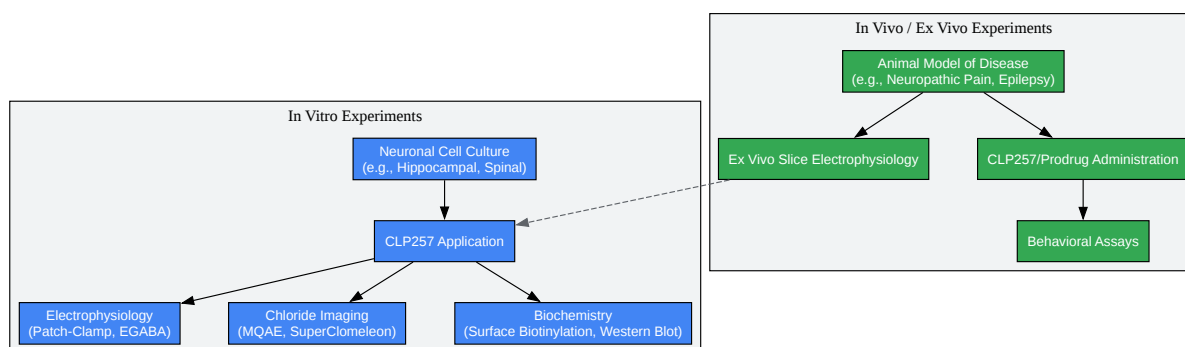 In Vivo / Ex Vivo Experiments
Animal Model of Disease
(e.g., Neuropathic Pain, Epilepsy)
Ex Vivo Slice Electrophysiology
CLP257/Prodrug Administration
Behavioral Assays
In Vitro Experiments
Neuronal Cell Culture
(e.g., Hippocampal, Spinal)
CLP257 Application
Electrophysiology
(Patch-Clamp, EGABA)
Chloride Imaging
(MQAE, SuperClomeleon)
Biochemistry
(Surface Biotinylation, Western Blot)